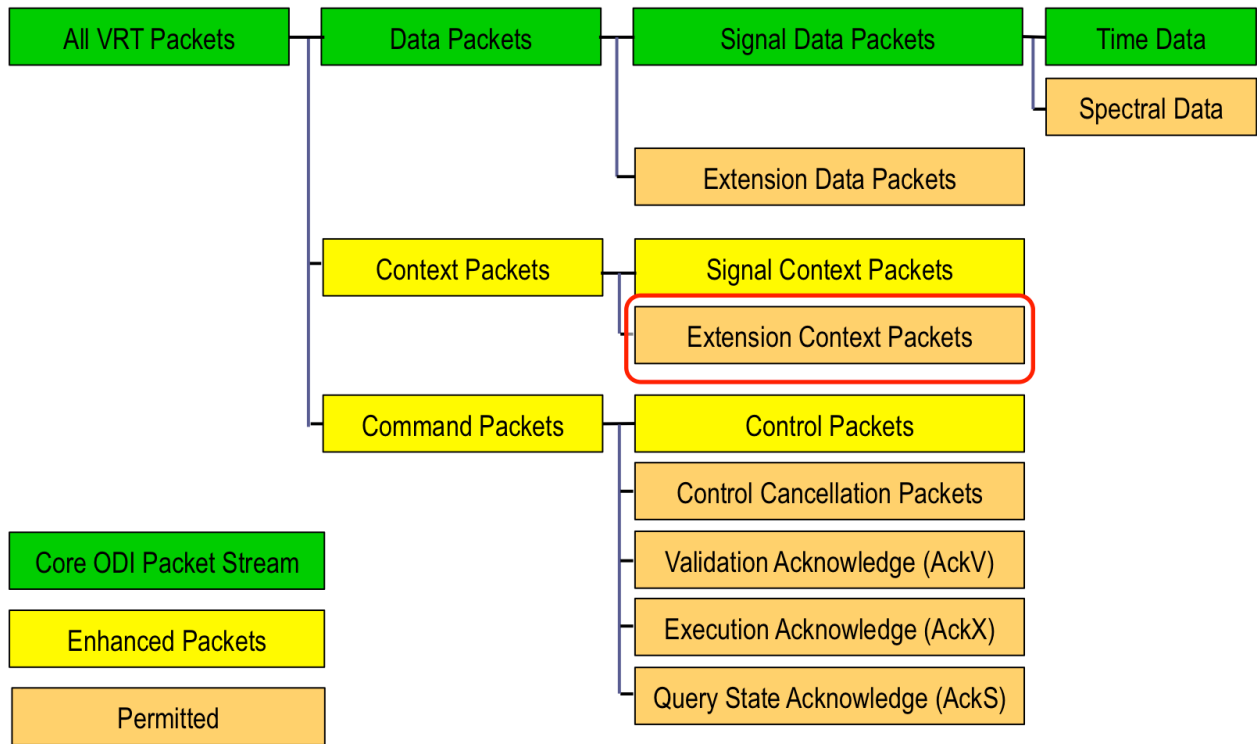 All VRT Packets
Data Packets
Signal Data Packets
Time Data
Spectral Data
Extension Data Packets
Context Packets
Signal Context Packets
Extension Context Packets
Command Packets
Control Packets
Control Cancellation Packets
Validation Acknowledge (AckV)
Execution Acknowledge (AckX)
Query State Acknowledge (AckS)
Core ODI Packet Stream
Enhanced Packets
Permitted